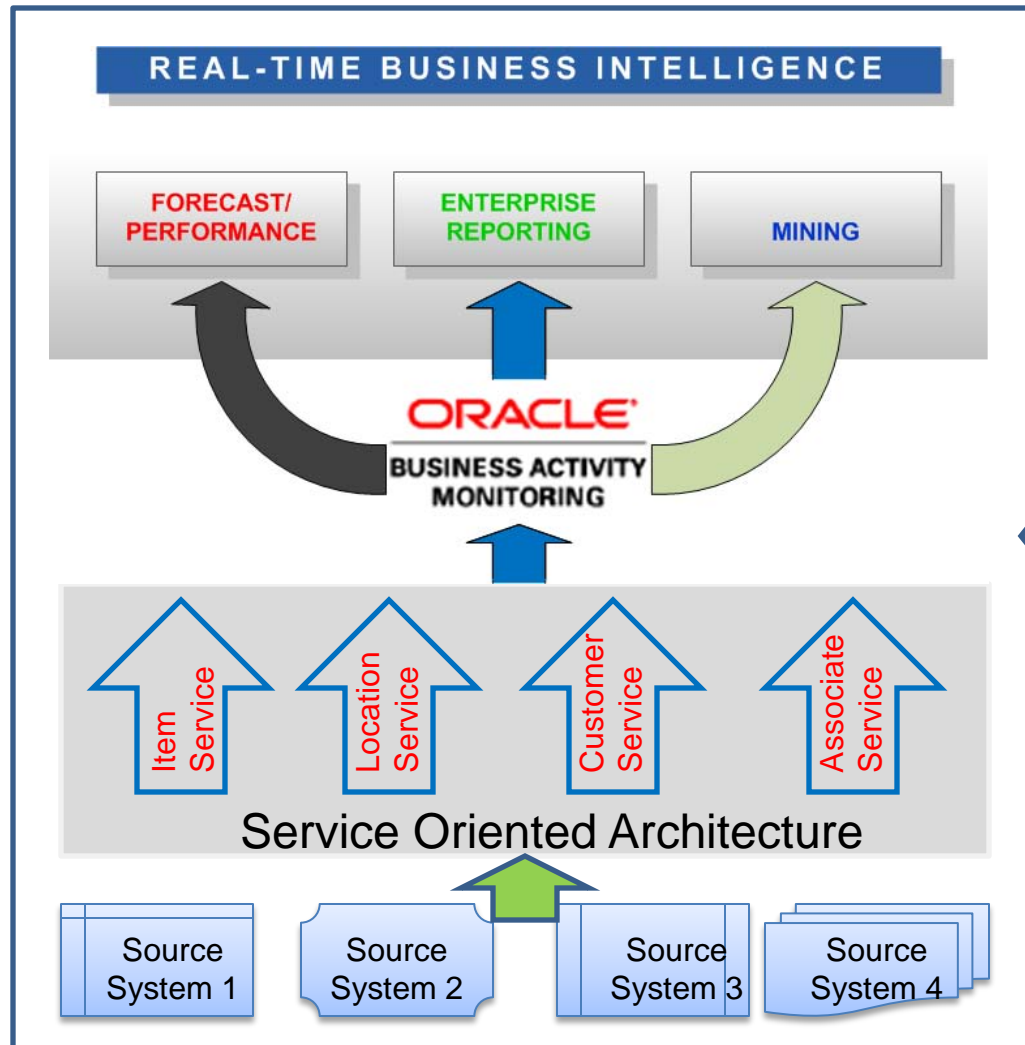 REAL-TIME BUSINESS INTELLIGENCE
FORECAST/
PERFORMANCE
ENTERPRISE
REPORTING
MINING
ORACLE
BUSINESS ACTIVITY
MONITORING
Item
Service
Location
Service
Customer
Service
Associate
Service
Service Oriented Architecture
Source
System 1
Source
System 2
Source
System 3
Source
System 4